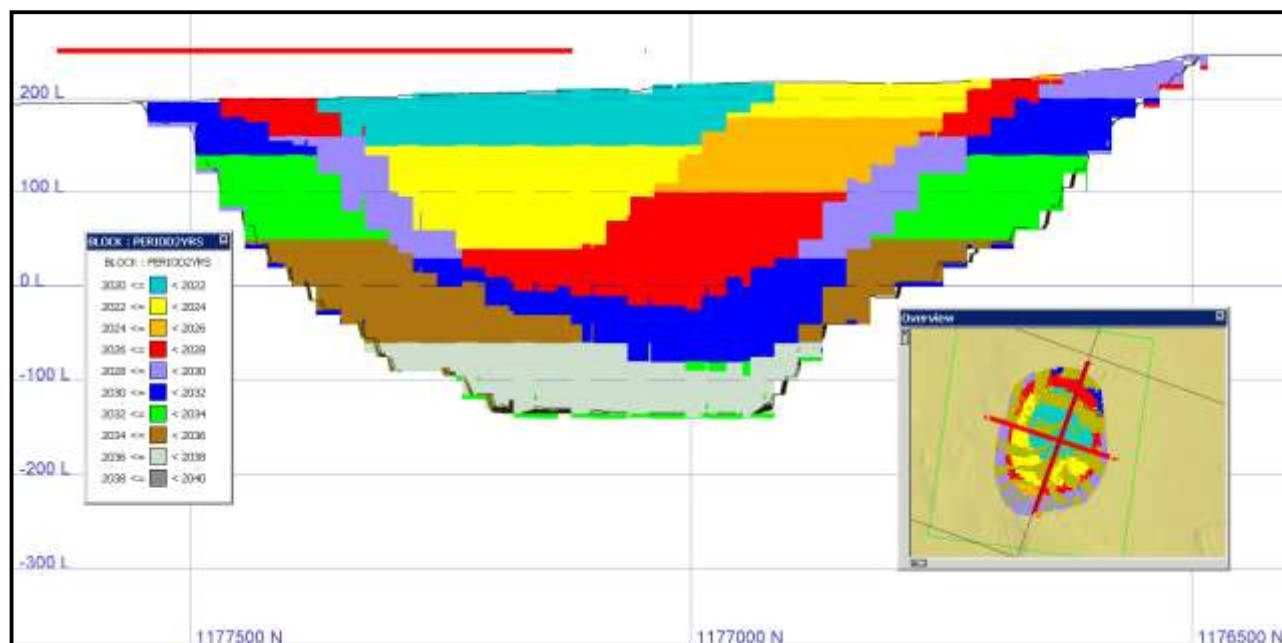 200 L
100 L
0 L
-100 L
-200 L
-300 L
BLOCK : PERIOD2YRS
BLOCK : PERIOD2YRS
2020 <= < 2022
2022 <= < 2024
2024 <= < 2026
2026 <= < 2028
2028 <= < 2030
2030 <= < 2032
2032 <= < 2034
2034 <= < 2036
2036 <= < 2038
2038 <= < 2040
Overview
1177500 N
1177000 N
1176500 N